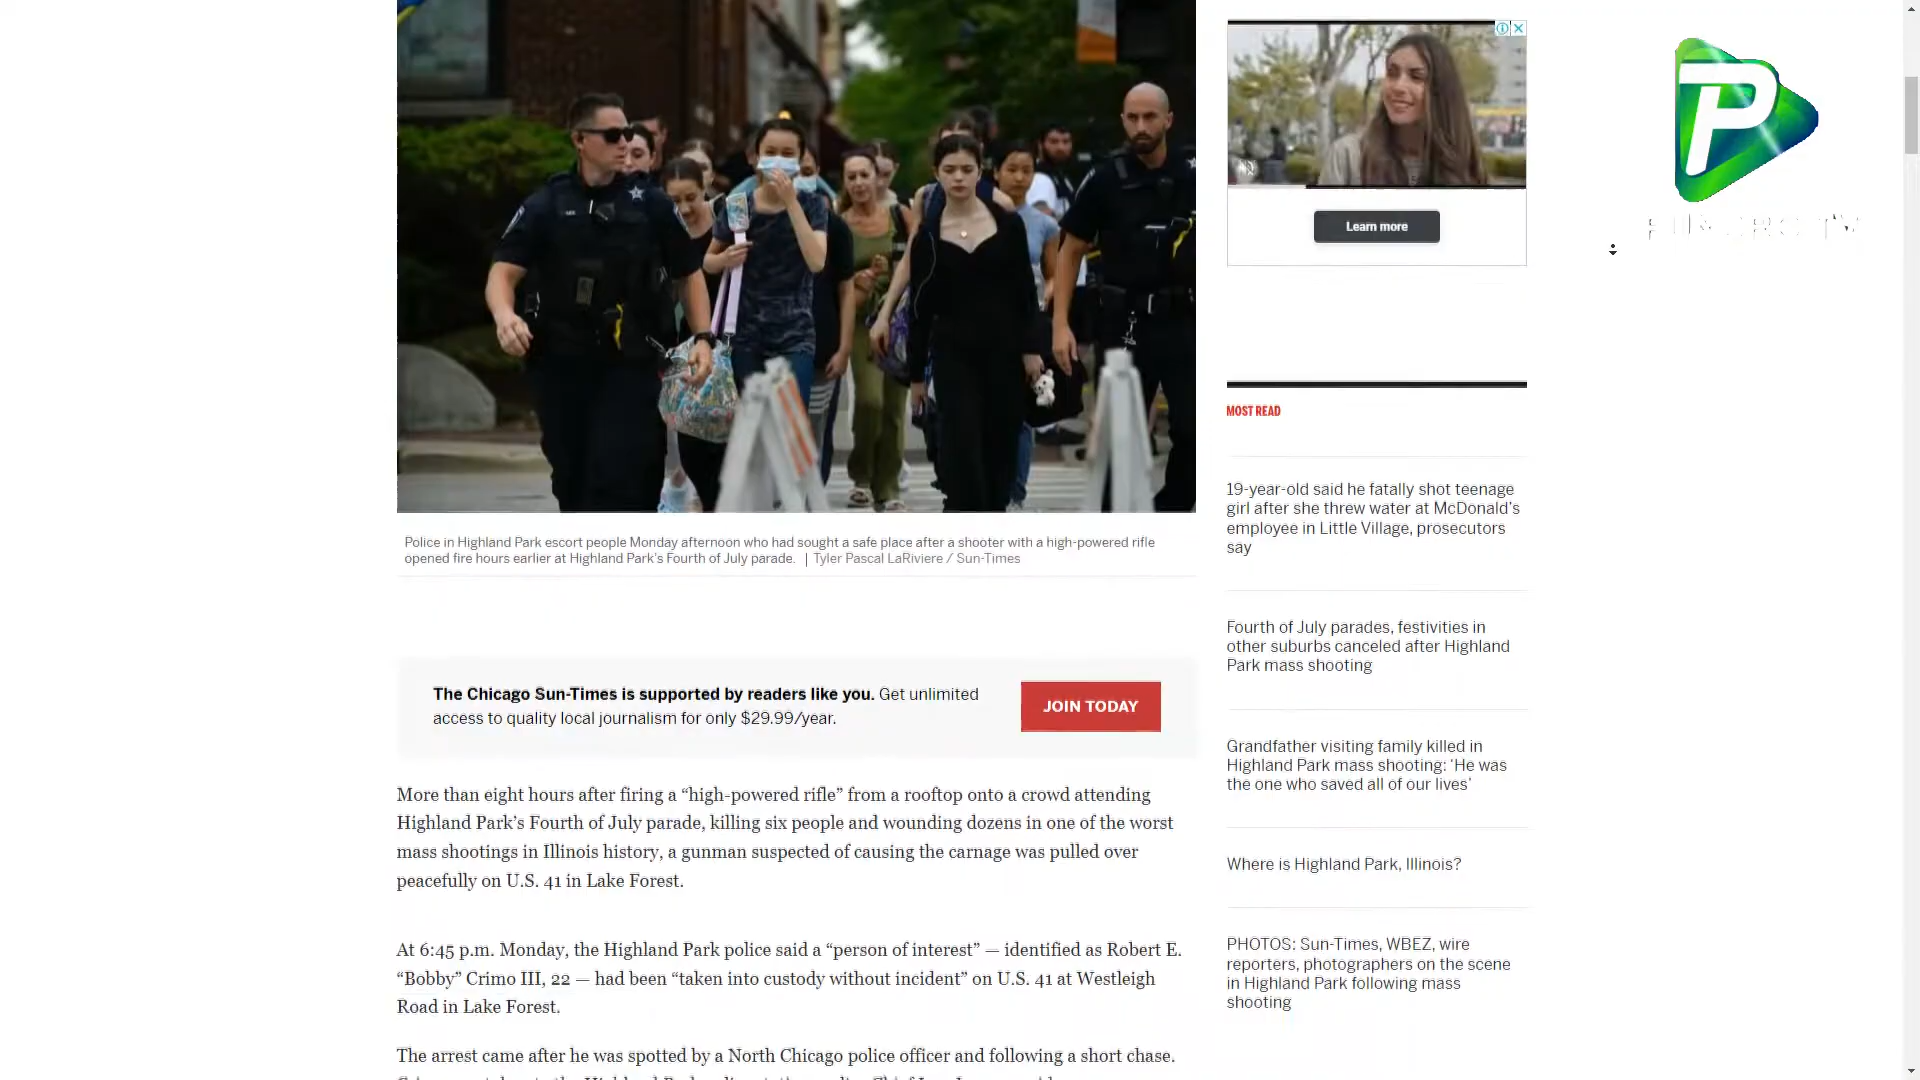 Learn more
P
MOST READ
19-year-old said he fatally shot teenage
girl after she threw water at McDonald's
employee in Little Village, prosecutors
say
Fourth of July parades, festivities in
other suburbs canceled after Highland
Park mass shooting
Grandfather visiting family killed in
Highland Park mass shooting: 'He was
the one who saved all of our lives'
Where is Highland Park, Illinois?
PHOTOS: Sun-Times, WBEZ, wire
reporters, photographers on the scene
in Highland Park following mass
shooting
Police in Highland Park escort people Monday afternoon who had sought a safe place after a shooter with a high-powered rifle
opened fire hours earlier at Highland Park's Fourth of July parade. | Tyler Pascal LaRiviere / Sun-Times
The Chicago Sun-Times is supported by readers like you. Get unlimited
access to quality local journalism for only $29.99/year.
JOIN TODAY
More than eight hours after firing a “high-powered rifle” from a rooftop onto a crowd attending
Highland Park’s Fourth of July parade, killing six people and wounding dozens in one of the worst
mass shootings in Illinois history, a gunman suspected of causing the carnage was pulled over
peacefully on U.S. 41 in Lake Forest.
At 6:45 p.m. Monday, the Highland Park police said a “person of interest” — identified as Robert E.
“Bobby” Crimo III, 22 — had been “taken into custody without incident” on U.S. 41 at Westleigh
Road in Lake Forest.
The arrest came after he was spotted by a North Chicago police officer and following a short chase.